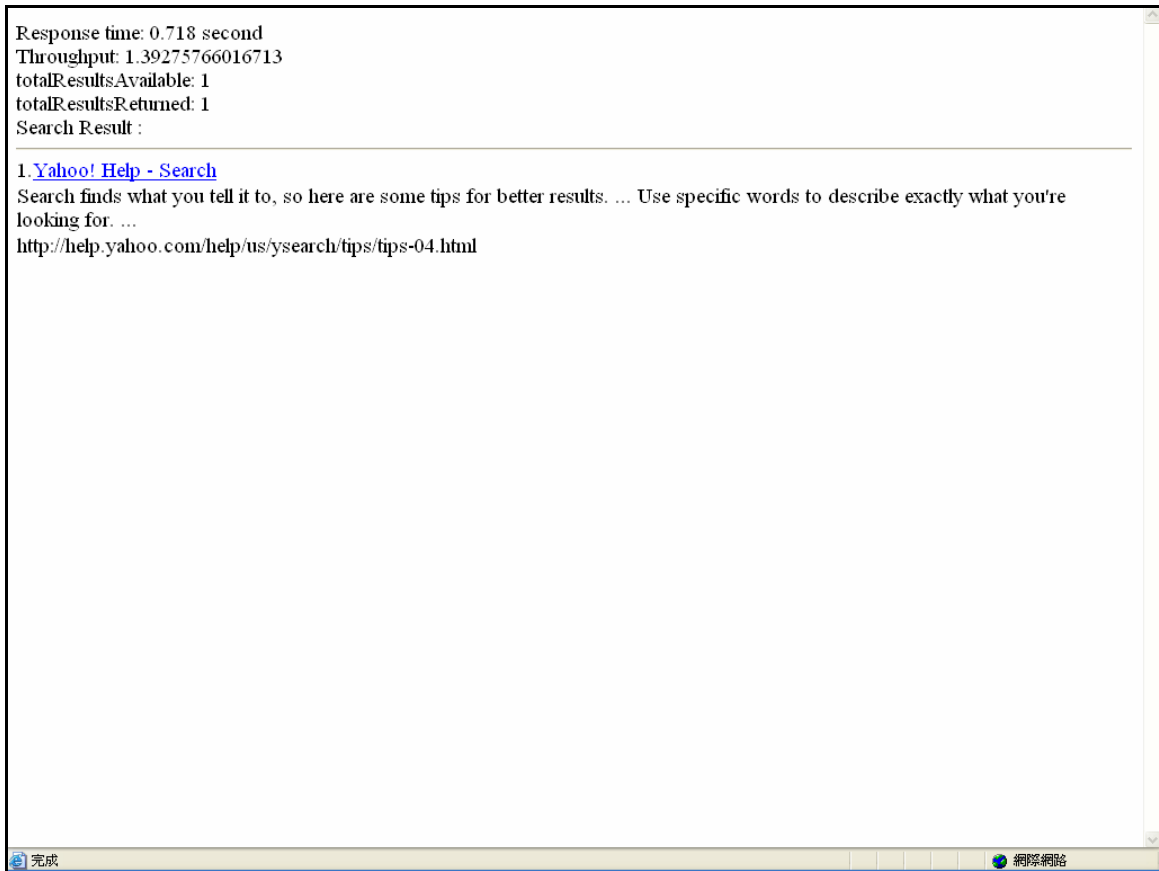 Response time: 0.718 second
Throughput: 1.39275766016713
totalResultsAvailable: 1
totalResultsReturned: 1
Search Result :
1.Yahoo! Help - Search
Search finds what you tell it to, so here are some tips for better results. ... Use specific words to describe exactly what you're
looking for. ...
http://help.yahoo.com/help/us/ysearch/tips/tips-04.html
完成 網際網路